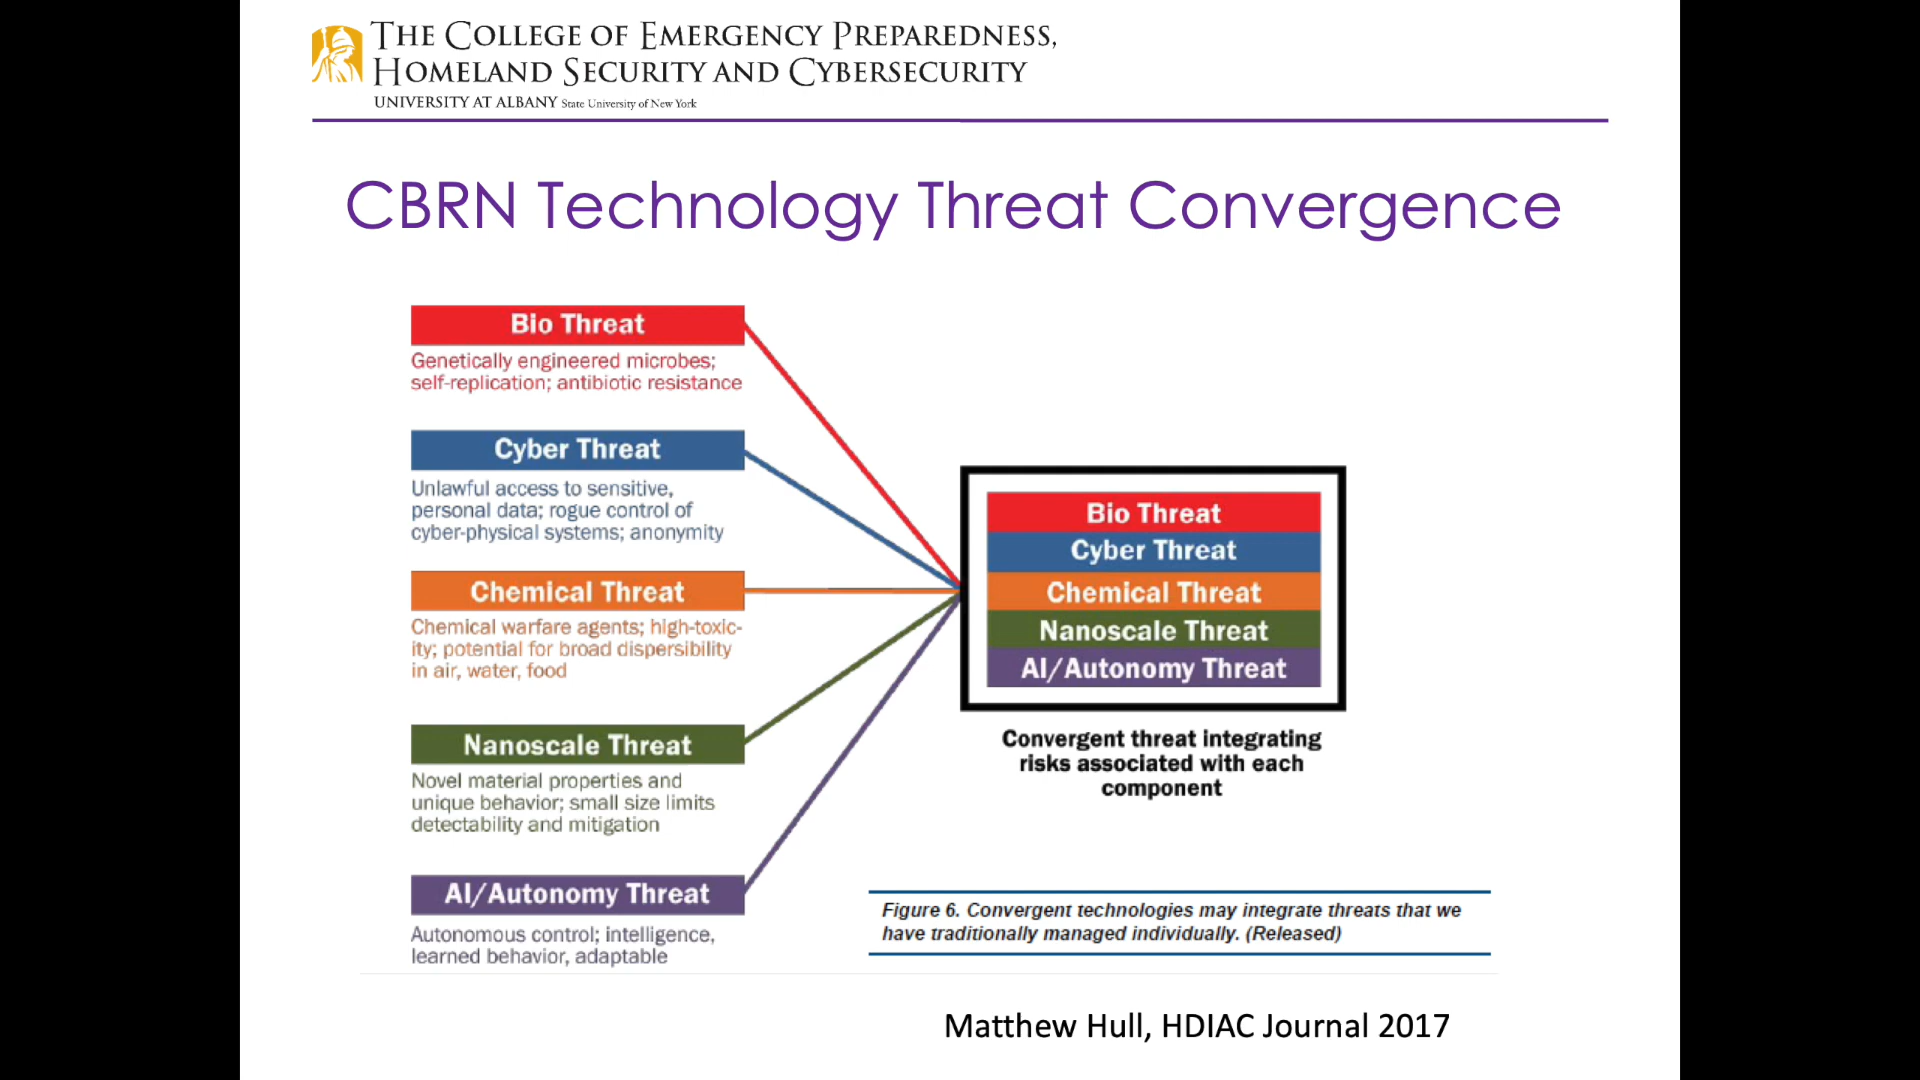 THE COLLEGE OF EMERGENCY PREPAREDNESS,
HOMELAND SECURITY AND CYBERSECURITY
UNIVERSITY AT ALBANY State University of New York
CBRN Technology Threat Convergence
Bio Threat
Genetically engineered microbes;
self-replication; antibiotic resistance
Cyber Threat
Unlawful access to sensitive,
personal data; rogue control of
cyber-physical systems; anonymity
Chemical Threat
Chemical warfare agents; high-toxic-
ity; potential for broad dispersibility
in air, water, food
Nanoscale Threat
Novel material properties and
unique behavior; small size limits
detectability and mitigation
AI/Autonomy Threat
Autonomous control; intelligence,
learned behavior, adaptable
Bio Threat
Cyber Threat
Chemical Threat
Nanoscale Threat
AI/Autonomy Threat
Convergent threat integrating
risks associated with each
component
Figure 6. Convergent technologies may integrate threats that we
have traditionally managed individually. (Released)
Matthew Hull, HDIAC Journal 2017